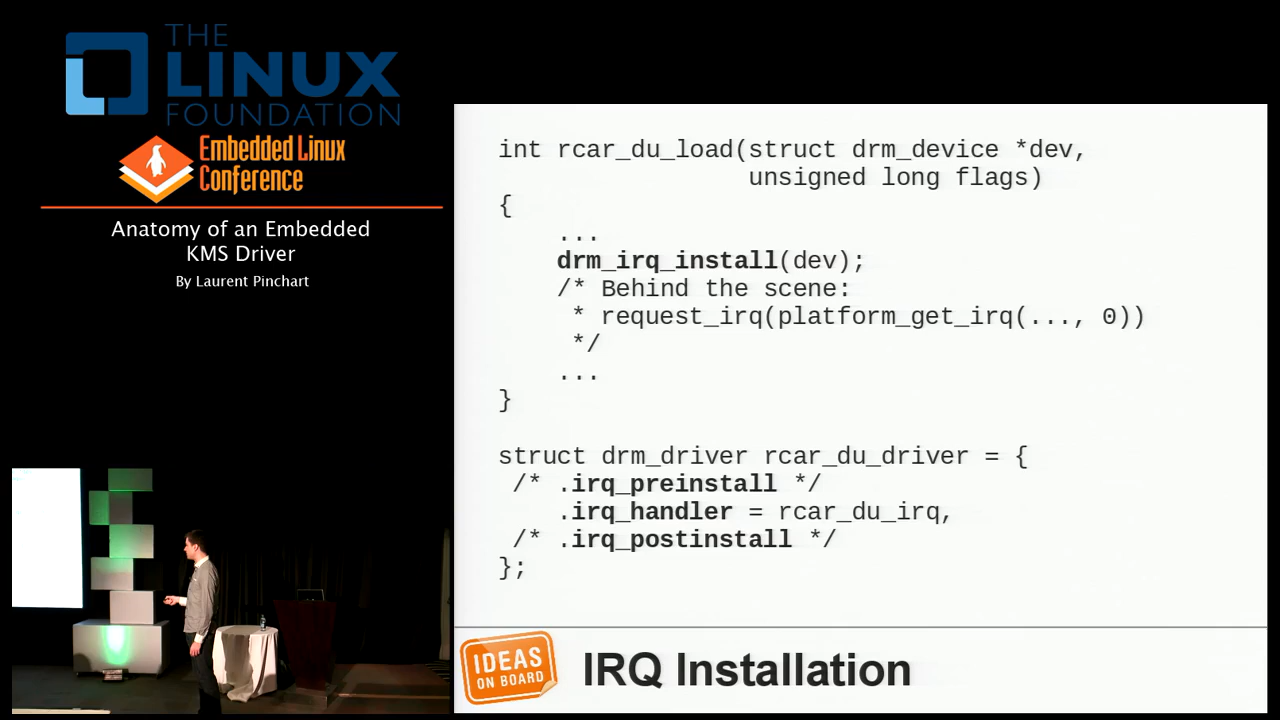 THE
LINUX
FOUNDATION
Embedded Linux
Conference
Anatomy of an Embedded
KMS Driver
By Laurent Pinchart
int rcar_du_load(struct drm_device *dev,
                 unsigned long flags)
{
    ...
    drm_irq_install(dev);
    /* Behind the scene:
     * request_irq(platform_get_irq(..., 0))
     */
    ...
}
struct drm_driver rcar_du_driver = {
 /* .irq_preinstall */
    .irq_handler = rcar_du_irq,
 /* .irq_postinstall */
};
IDEAS
ON BOARD
IRQ Installation